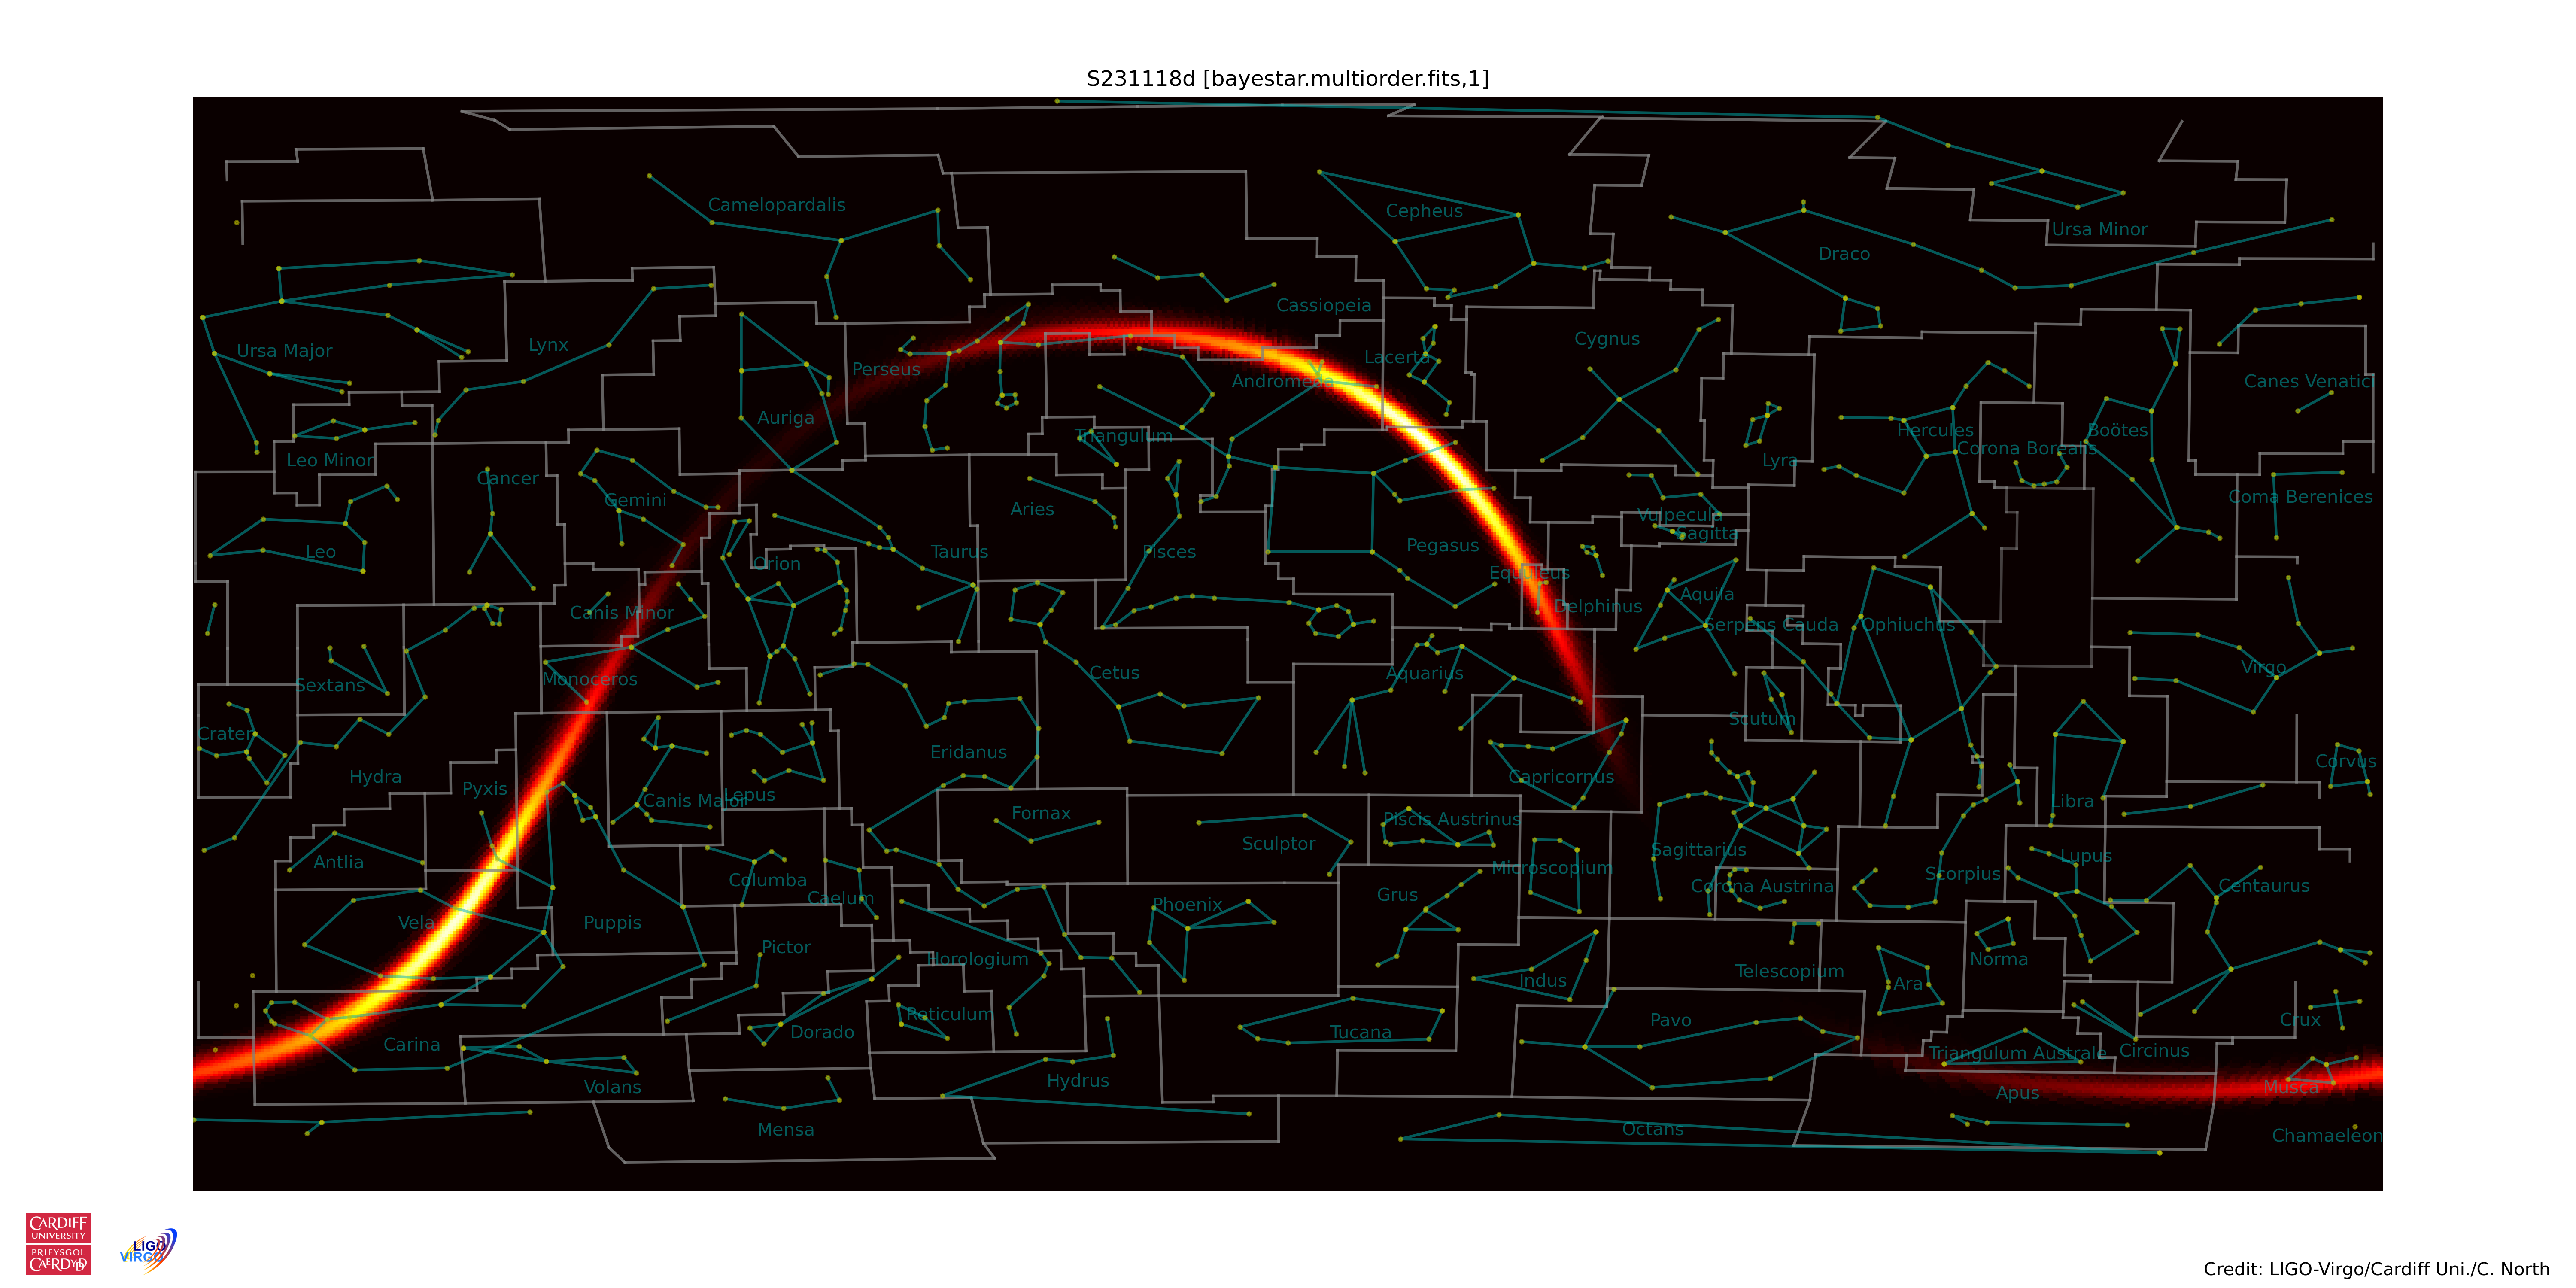 S231118d [bayestar.multiorder.fits,1]
Camelopardalis
Cepheus
Ursa Minor
Draco
Cassiopeia
Cygnus
Lynx
Ursa Major
Lacerta
Perseus
Andromeda
Canes Venatici
Auriga
Hercules
Boötes
Triangulum
Corona Borealis
Leo Minor
Lyra
Cancer
Gemini
Coma Berenices
Aries
Vulpecula
Sagitta
Leo
Taurus
Pisces
Pegasus
Orion
Equuleus
Aquila
Canis Minor
Delphinus
Serpens Cauda
Ophiuchus
Virgo
Cetus
Aquarius
Monoceros
Sextans
Scutum
Crater
Eridanus
Corvus
Hydra
Capricornus
Pyxis
Lepus
Canis Major
Libra
Fornax
Piscis Austrinus
Sculptor
Sagittarius
Lupus
Antlia
Microscopium
Scorpius
Columba
Corona Austrina
Centaurus
Grus
Caelum
Phoenix
Vela
Puppis
Pictor
Horologium
Norma
Telescopium
Indus
Ara
Reticulum
Pavo
Crux
Dorado
Tucana
Carina
Circinus
Triangulum Australe
Hydrus
Volans
Musca
Apus
Mensa
Octans
Chamaeleon
CARDIFF
UNIVERSITY
PRIFYSGOL
CAERDYDD
LIGO
VIRGO
Credit: LIGO-Virgo/Cardiff Uni./C. North